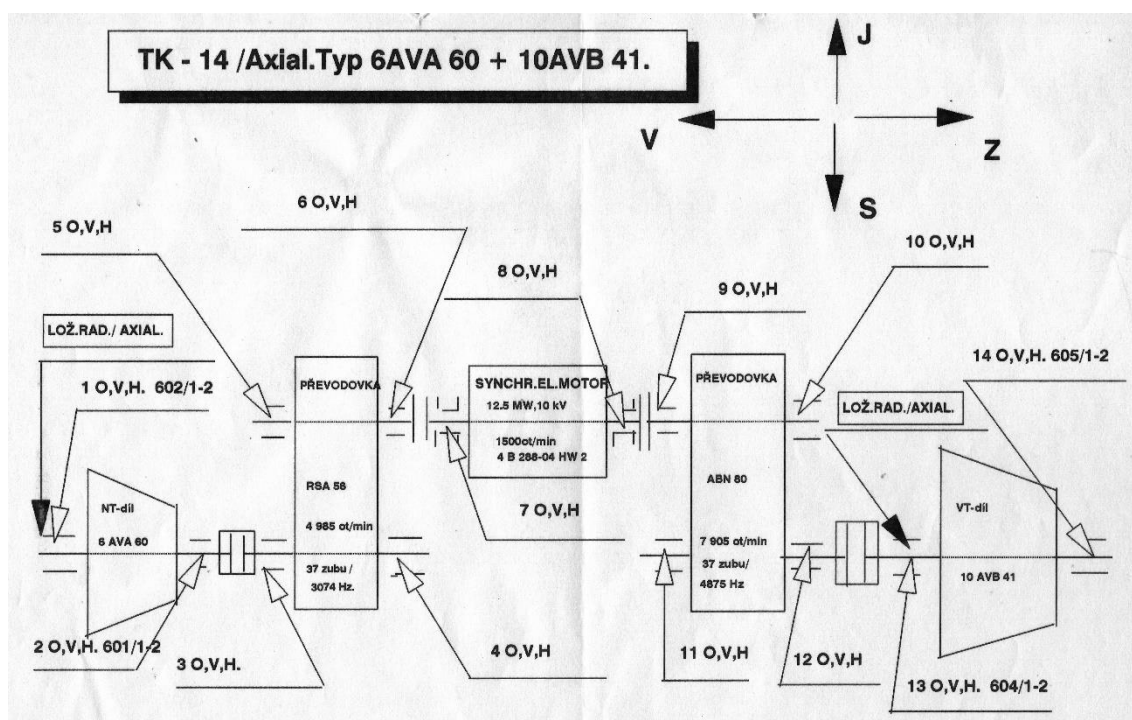 TK - 14 /Axial.Typ 6AVA 60 + 10AVB 41.
J
V
Z
S
6 O,V,H
5 O,V,H
8 O,V,H
10 O,V,H
9 O,V,H
LOŽ.RAD./ AXIAL.
1 O,V,H. 602/1-2
PŘEVODOVKA
SYNCHR.EL.MOTOR
12.5 MW,10 kV
1500ot/min
4 B 288-04 HW 2
PŘEVODOVKA
14 O,V,H. 605/1-2
LOŽ.RAD./AXIAL.
NT-díl
6 AVA 60
RSA 56
4 985 ot/min
37 zubu /
3074 Hz.
7 O,V,H
ABN 80
7 905 ot/min
37 zubu/
4875 Hz
VT-díl
10 AVB 41
2 O,V,H. 601/1-2
3 O,V,H.
4 O,V,H
11 O,V,H
12 O,V,H
13 O,V,H. 604/1-2